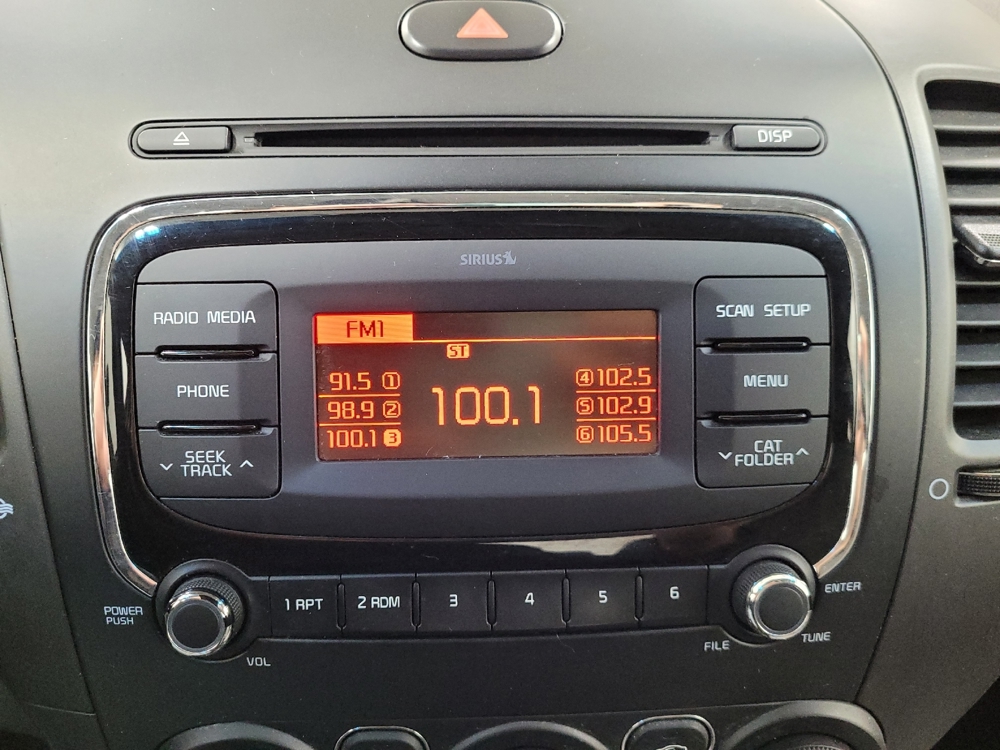 DISP
SIRIUS
RADIO MEDIA
PHONE
SEEK
TRACK
FM1
ST
91.5 1
98.9 2
100.1 3
100.1
4 102.5
5 102.9
6 105.5
SCAN SETUP
MENU
CAT
FOLDER
POWER
PUSH
VOL
1 RPT
2 RDM
3
4
5
6
FILE
TUNE
ENTER